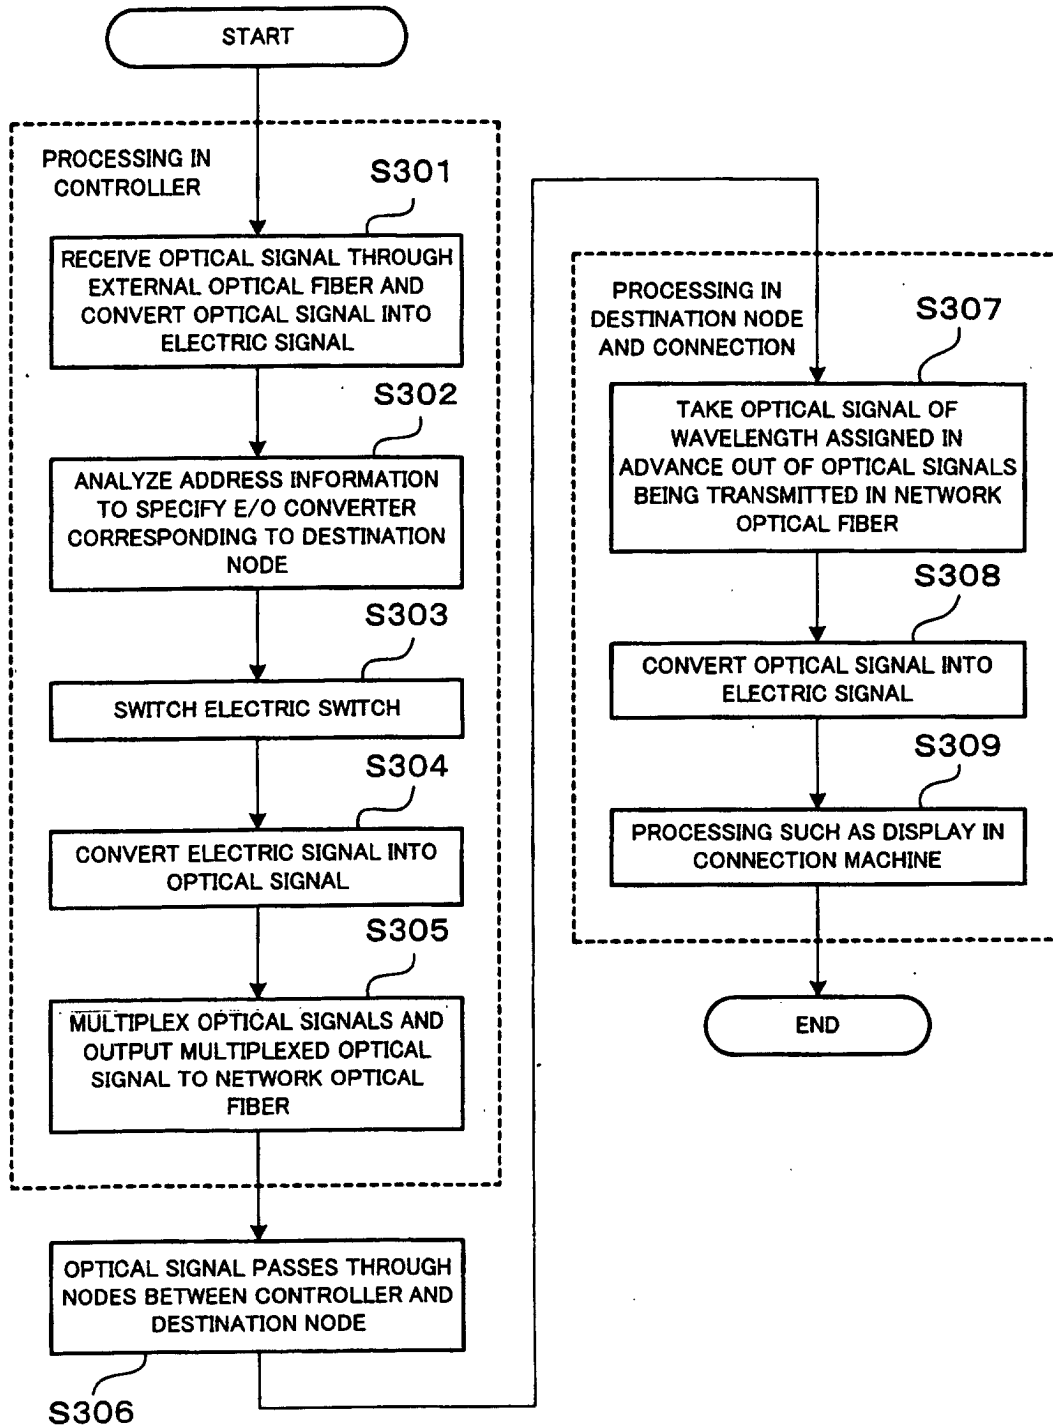 START
PROCESSING IN
CONTROLLER
S301
RECEIVE OPTICAL SIGNAL THROUGH
EXTERNAL OPTICAL FIBER AND
CONVERT OPTICAL SIGNAL INTO
ELECTRIC SIGNAL
S302
ANALYZE ADDRESS INFORMATION
TO SPECIFY E/O CONVERTER
CORRESPONDING TO DESTINATION
NODE
S303
SWITCH ELECTRIC SWITCH
S304
CONVERT ELECTRIC SIGNAL INTO
OPTICAL SIGNAL
S305
MULTIPLEX OPTICAL SIGNALS AND
OUTPUT MULTIPLEXED OPTICAL
SIGNAL TO NETWORK OPTICAL
FIBER
OPTICAL SIGNAL PASSES THROUGH
NODES BETWEEN CONTROLLER AND
DESTINATION NODE
S306
PROCESSING IN
DESTINATION NODE
AND CONNECTION
S307
TAKE OPTICAL SIGNAL OF
WAVELENGTH ASSIGNED IN
ADVANCE OUT OF OPTICAL SIGNALS
BEING TRANSMITTED IN NETWORK
OPTICAL FIBER
S308
CONVERT OPTICAL SIGNAL INTO
ELECTRIC SIGNAL
S309
PROCESSING SUCH AS DISPLAY IN
CONNECTION MACHINE
END